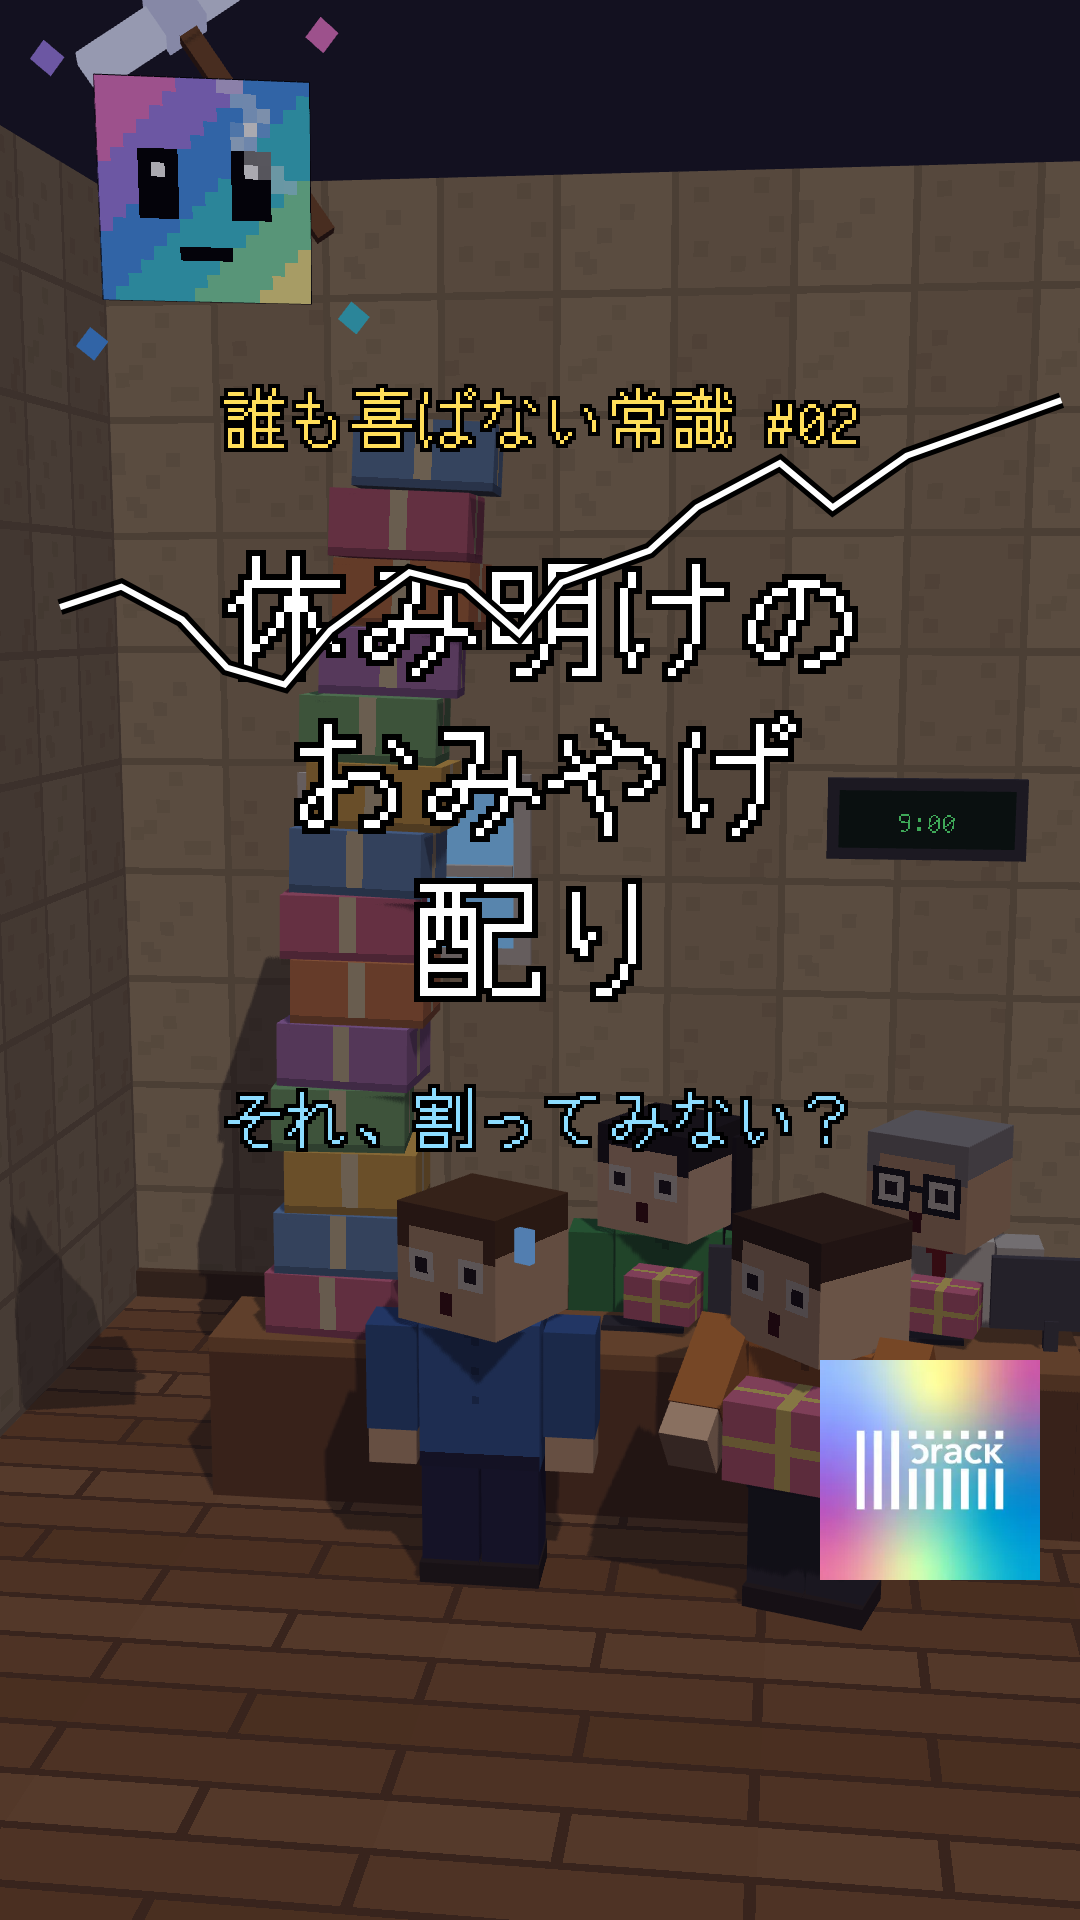 誰も喜ばない常識 #02
休み明けの
おみやげ
配り
9:00
それ、割ってみない？
crack